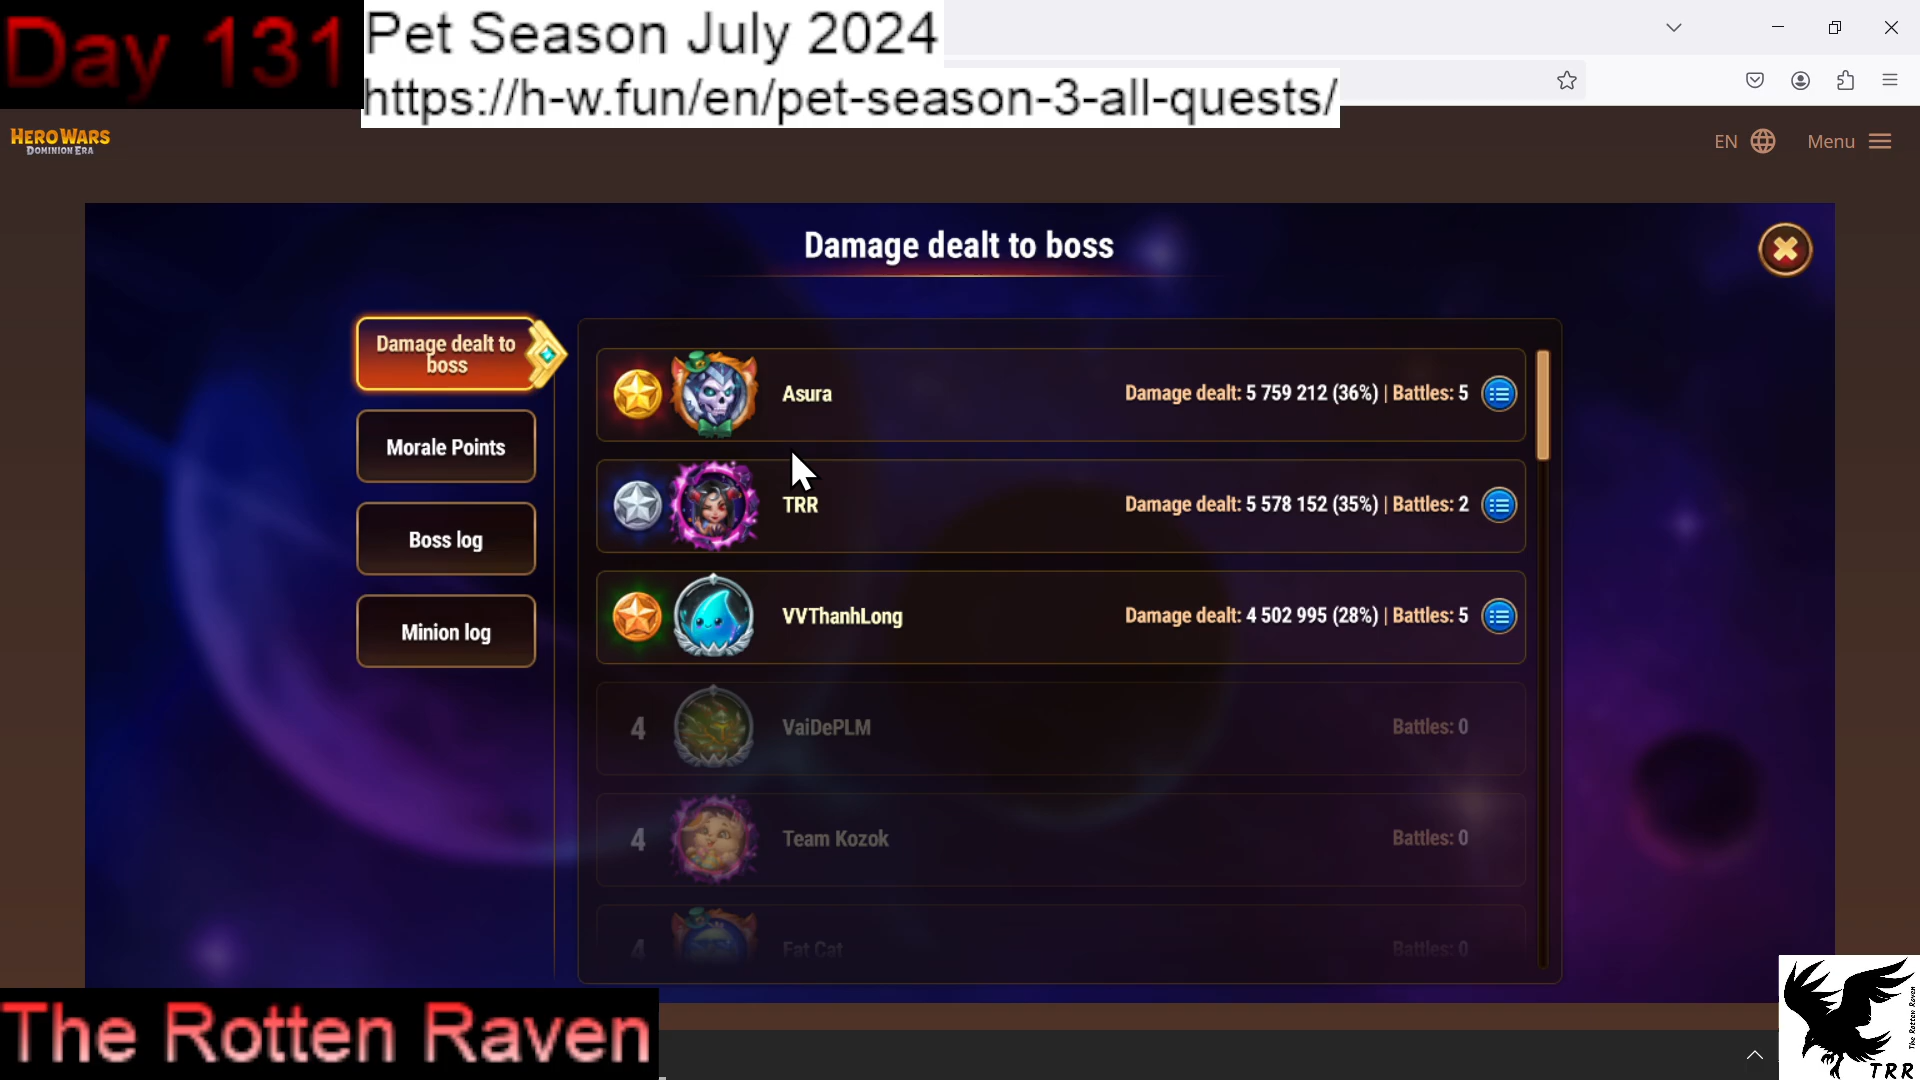 Day 131
Pet Season July 2024
https://h-w.fun/en/pet-season-3-all-quests/
HERO WARS
DOMINION ERA
EN
Menu
Damage dealt to boss
Damage dealt to
boss
Morale Points
Boss log
Minion log
Asura
Damage dealt: 5 759 212 (36%) | Battles: 5
TRR
Damage dealt: 5 578 152 (35%) | Battles: 2
VVThanhLong
Damage dealt: 4 502 995 (28%) | Battles: 5
4
VaiDePLM
Battles: 0
4
Team Kozok
Battles: 0
4
Fat Cat
Battles: 0
The Rotten Raven
The Rotten Raven
TRR